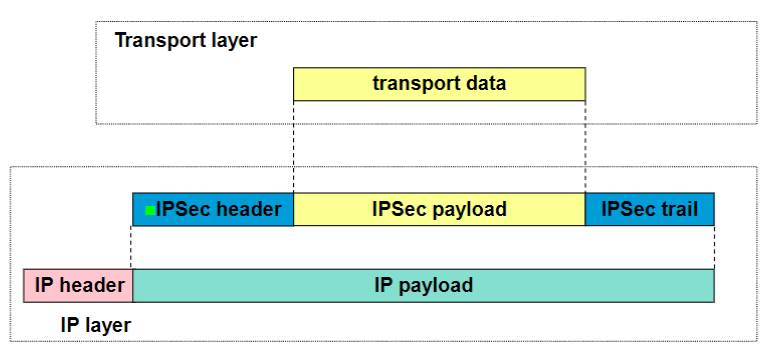 Transport layer
transport data
IPSec header IPSec payload IPSec trail
IP header IP payload
IP layer